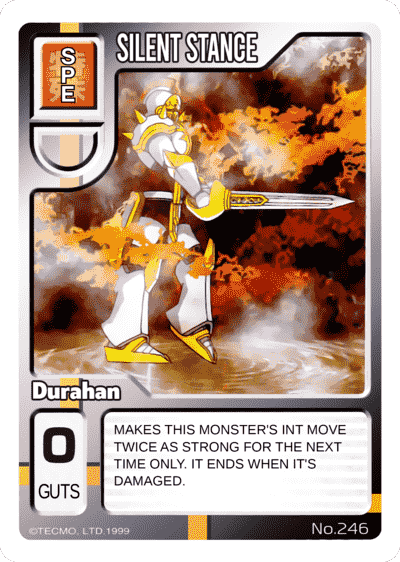 SPE
SILENT STANCE
Durahan
0
GUTS
MAKES THIS MONSTER'S INT MOVE
TWICE AS STRONG FOR THE NEXT
TIME ONLY. IT ENDS WHEN IT'S
DAMAGED.
©TECMO, LTD.1999
No.246